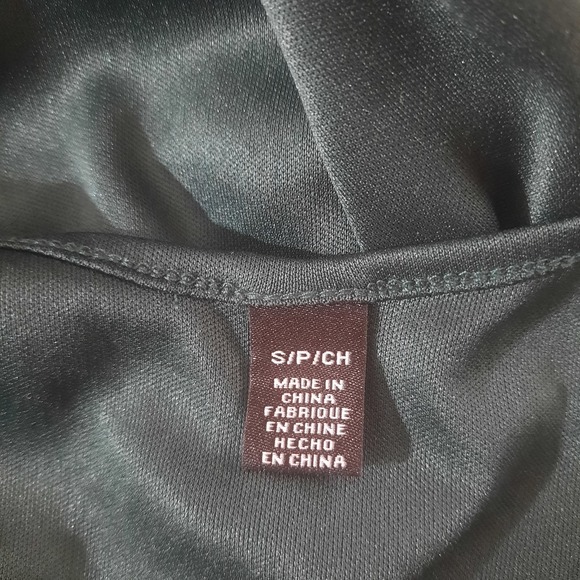 S/P/CH
MADE IN
CHINA
FABRIQUE
EN CHINE
HECHO
EN CHINA